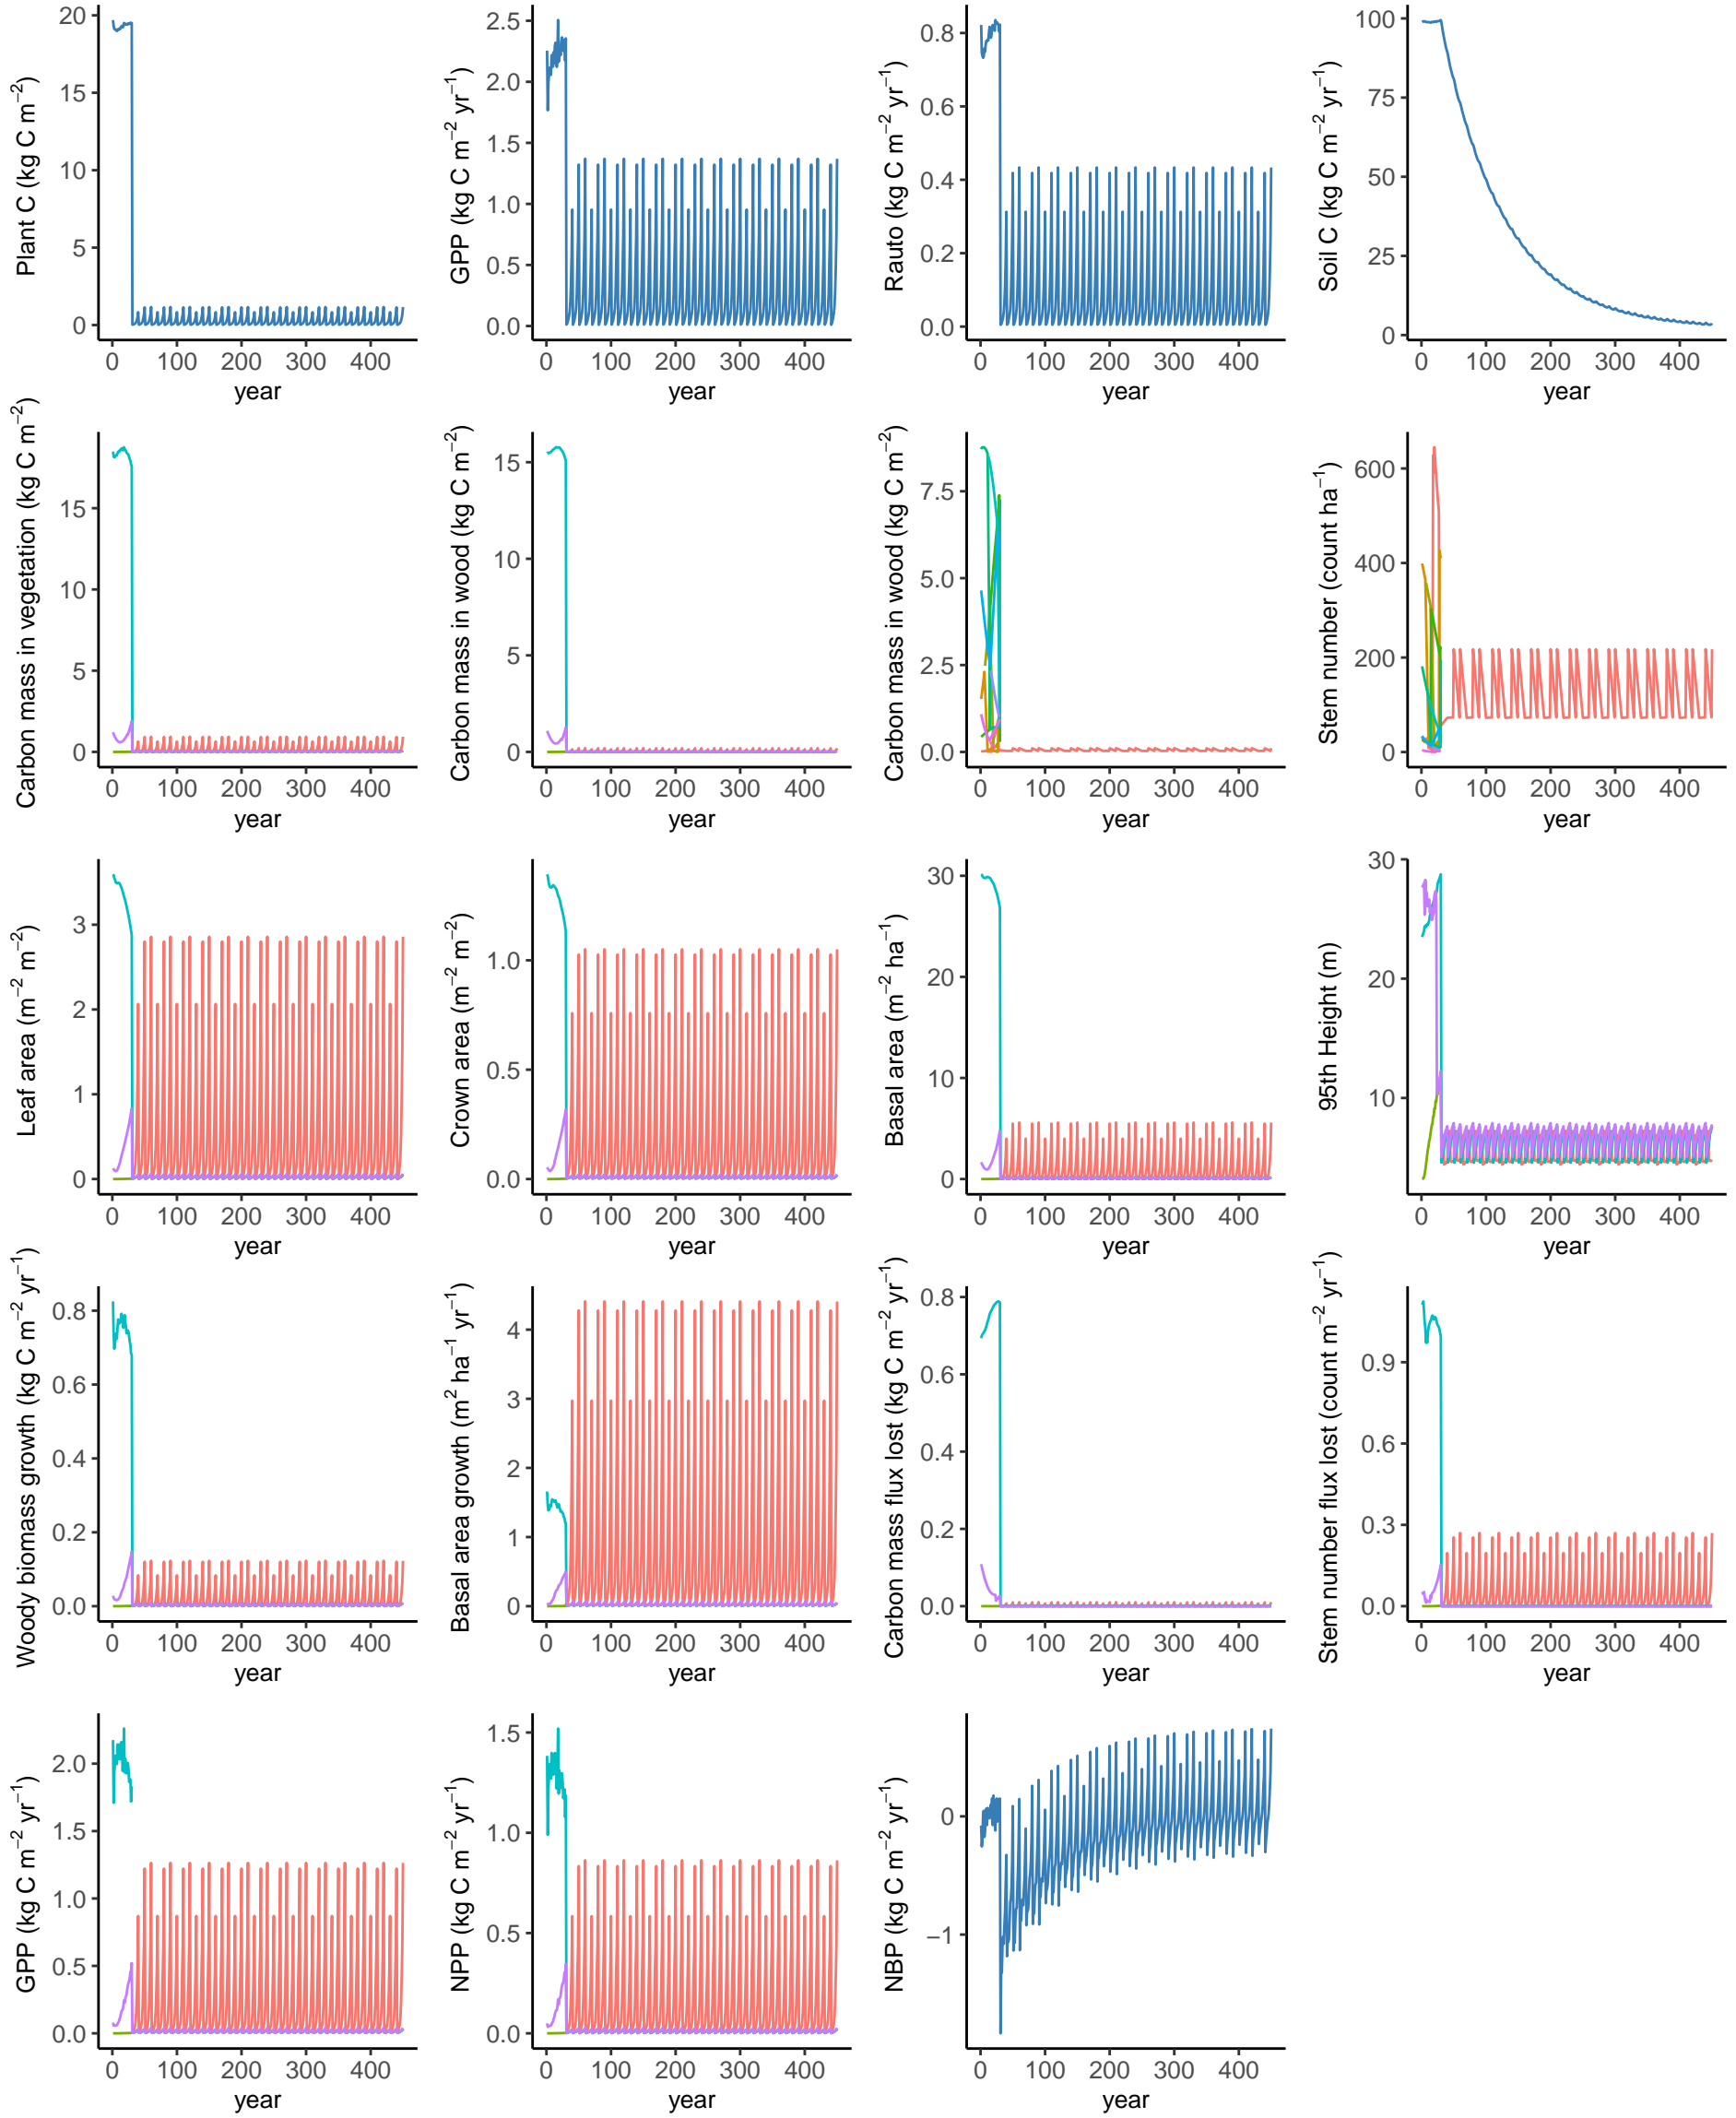 Plant C (kg C m⁻²)
20
15
10
5
0
0 100 200 300 400
year
GPP (kg C m⁻² yr⁻¹)
2.5
2.0
1.5
1.0
0.5
0.0
0 100 200 300 400
year
Rauto (kg C m⁻² yr⁻¹)
0.8
0.6
0.4
0.2
0.0
0 100 200 300 400
year
Soil C (kg C m⁻² yr⁻¹)
100
75
50
25
0
0 100 200 300 400
year
Carbon mass in vegetation (kg C m⁻²)
15
10
5
0
0 100 200 300 400
year
Carbon mass in wood (kg C m⁻²)
15
10
5
0
0 100 200 300 400
year
Carbon mass in wood (kg C m⁻²)
7.5
5.0
2.5
0.0
0 100 200 300 400
year
Stem number (count ha⁻¹)
600
400
200
0
0 100 200 300 400
year
Leaf area (m⁻² m⁻²)
3
2
1
0
0 100 200 300 400
year
Crown area (m⁻² m⁻²)
1.0
0.5
0.0
0 100 200 300 400
year
Basal area (m⁻² ha⁻¹)
30
20
10
0
0 100 200 300 400
year
95th Height (m)
30
20
10
0 100 200 300 400
year
Woody biomass growth (kg C m⁻² yr⁻¹)
0.8
0.6
0.4
0.2
0.0
0 100 200 300 400
year
Basal area growth (m² ha⁻¹ yr⁻¹)
4
3
2
1
0
0 100 200 300 400
year
Carbon mass flux lost (kg C m⁻² yr⁻¹)
0.8
0.6
0.4
0.2
0.0
0 100 200 300 400
year
Stem number flux lost (count m⁻² yr⁻¹)
0.9
0.6
0.3
0.0
0 100 200 300 400
year
GPP (kg C m⁻² yr⁻¹)
2.0
1.5
1.0
0.5
0.0
0 100 200 300 400
year
NPP (kg C m⁻² yr⁻¹)
1.5
1.0
0.5
0.0
0 100 200 300 400
year
NBP (kg C m⁻² yr⁻¹)
0
−1
0 100 200 300 400
year